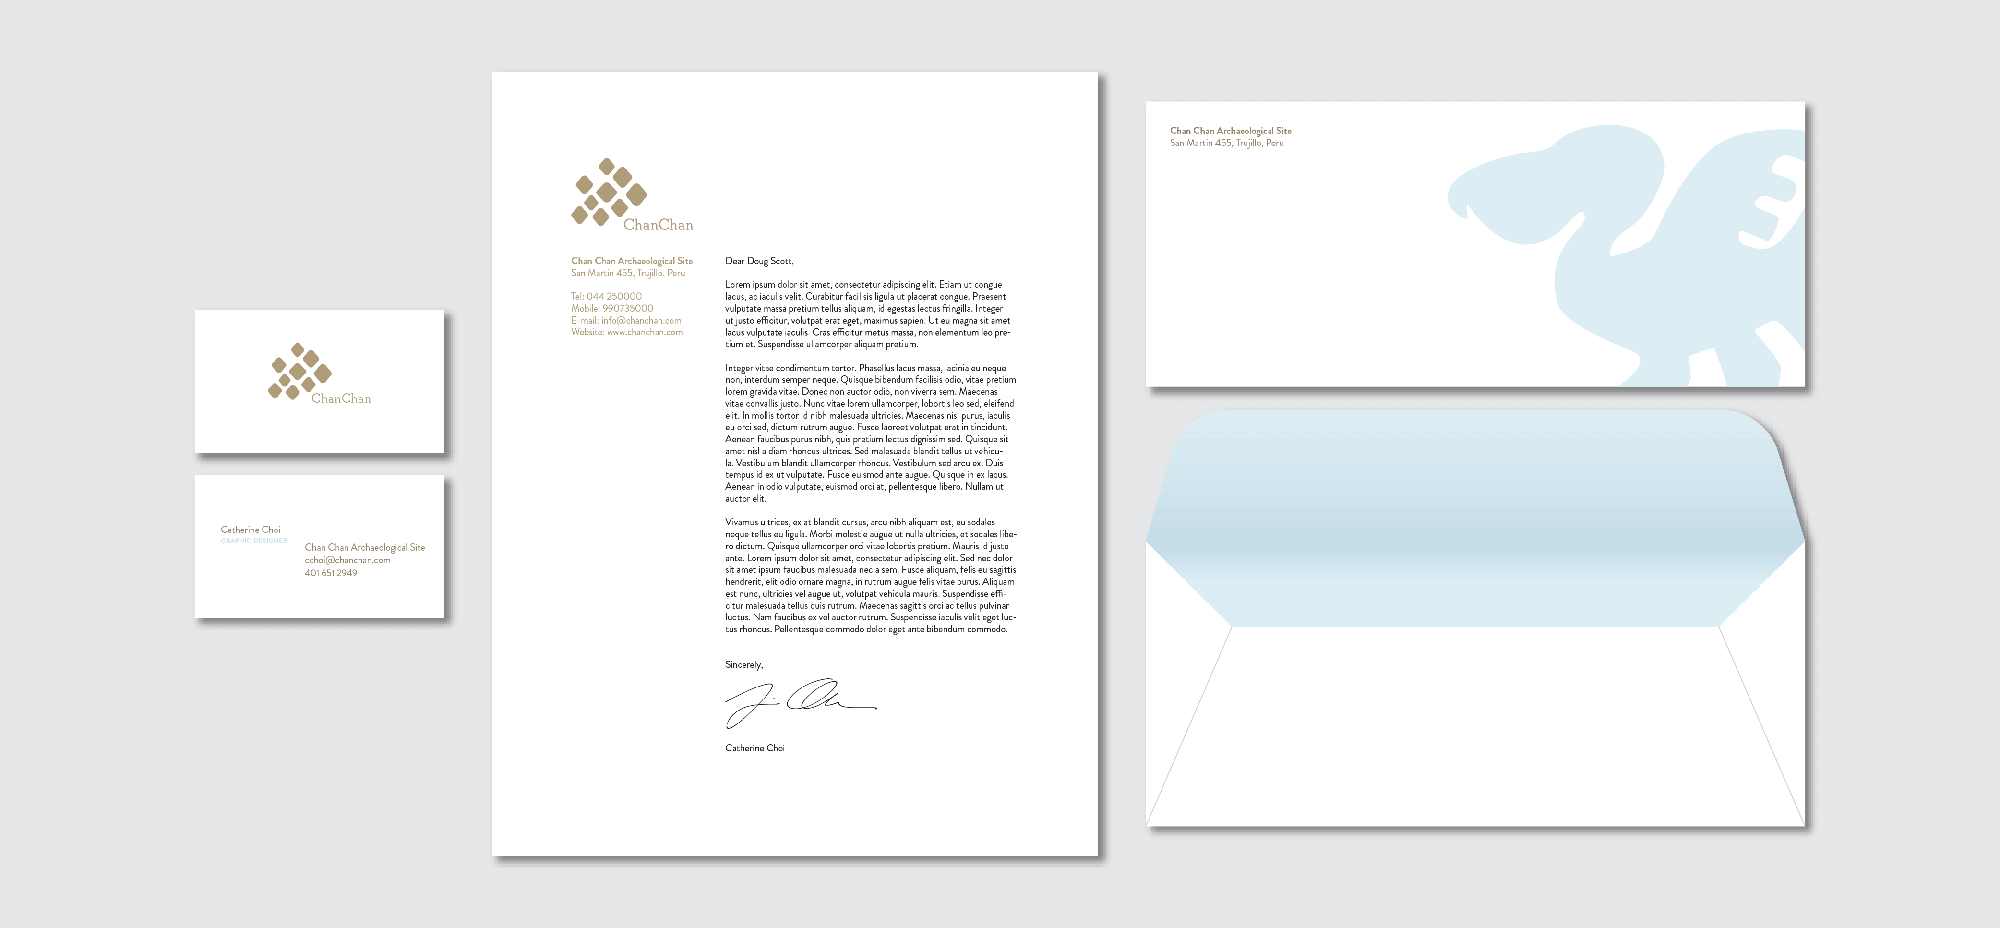 ChanChan
Catherine Choi
GRAPHIC DESIGNER
Chan Chan Archaeological Site
cchoi@chanchan.com
401 651 2949
ChanChan
Chan Chan Archaeological Site
San Martin 455, Trujillo, Peru
Tel: 044 250000
Mobile: 990735000
E-mail: info@chanchan.com
Website: www.chanchan.com
Dear Doug Scott,
Lorem ipsum dolor sit amet, consectetur adipiscing elit. Etiam ut congue
lacus, ac iaculis velit. Curabitur facilisis ligula ut placerat congue. Praesent
vulputate massa pretium tellus aliquam, id egestas lectus fringilla. Integer
ut justo efficitur, volutpat erat eget, maximus sapien. Ut eu magna sit amet
lacus vulputate iaculis. Cras efficitur metus massa, non elementum leo pre-
tium et. Suspendisse ullamcorper aliquam pretium.
Integer vitae condimentum tortor. Phasellus lacus massa, lacinia eu neque
non, interdum semper neque. Quisque bibendum facilisis odio, vitae pretium
lorem gravida vitae. Donec non auctor odio, non viverra sem. Maecenas
vitae convallis justo. Nunc vitae lorem ullamcorper, lobortis leo sed, eleifend
elit. In mollis tortor id nibh malesuada ultricies. Maecenas nisi purus, iaculis
eu orci sed, dictum rutrum augue. Fusce laoreet volutpat erat in tincidunt.
Aenean faucibus purus nibh, quis pretium lectus dignissim sed. Quisque sit
amet nisl a diam rhoncus ultrices. Sed malesuada blandit tellus ut vehicu-
la. Vestibulum blandit ullamcorper rhoncus. Vestibulum sed arcu ex. Duis
tempus id ex ut vulputate. Fusce euismod ante augue. Quisque in ex lacus.
Aenean in odio vulputate, euismod orci at, pellentesque libero. Nullam ut
auctor elit.
Vivamus ultrices, ex at blandit cursus, arcu nibh aliquam est, eu sodales
neque tellus eu ligula. Morbi molestie augue ut nulla ultricies, et sodales libe-
ro dictum. Quisque ullamcorper orci vitae lobortis pretium. Mauris id justo
ante. Lorem ipsum dolor sit amet, consectetur adipiscing elit. Sed nec dolor
sit amet ipsum faucibus malesuada nec a sem. Fusce aliquam, felis eu sagittis
hendrerit, elit odio ornare magna, in rutrum augue felis vitae purus. Aliquam
est nunc, ultricies vel augue ut, volutpat vehicula mauris. Suspendisse effi-
citur malesuada tellus quis rutrum. Maecenas sagittis orci ac tellus pulvinar
luctus. Nam faucibus ex vel auctor rutrum. Suspendisse iaculis velit eget luc-
tus rhoncus. Pellentesque commodo dolor eget ante bibendum commodo.
Sincerely,
Catherine Choi
Chan Chan Archaeological Site
San Martin 455, Trujillo, Peru